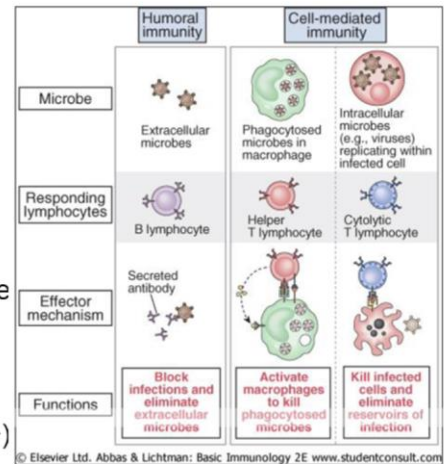 Humoral
immunity
Cell-mediated
immunity
Microbe
Extracellular
microbes
Phagocytosed
microbes in
macrophage
Intracellular
microbes
(e.g., viruses)
replicating within
infected cell
Responding
lymphocytes
B lymphocyte
Helper
T lymphocyte
Cytolytic
T lymphocyte
e
Effector
mechanism
Secreted
antibody
Functions
Block
infections and
eliminate
extracellular
microbes
Activate
macrophages
to kill
phagocytosed
microbes
Kill infected
cells and
eliminate
reservoirs of
infection
)
© Elsevier Ltd. Abbas & Lichtman: Basic Immunology 2E www.studentconsult.com